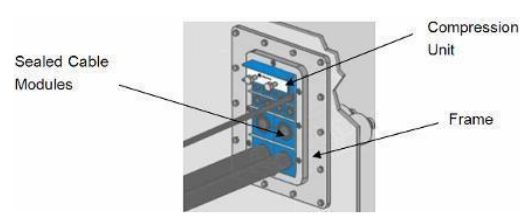 Compression
Unit
Sealed Cable
Modules
Frame